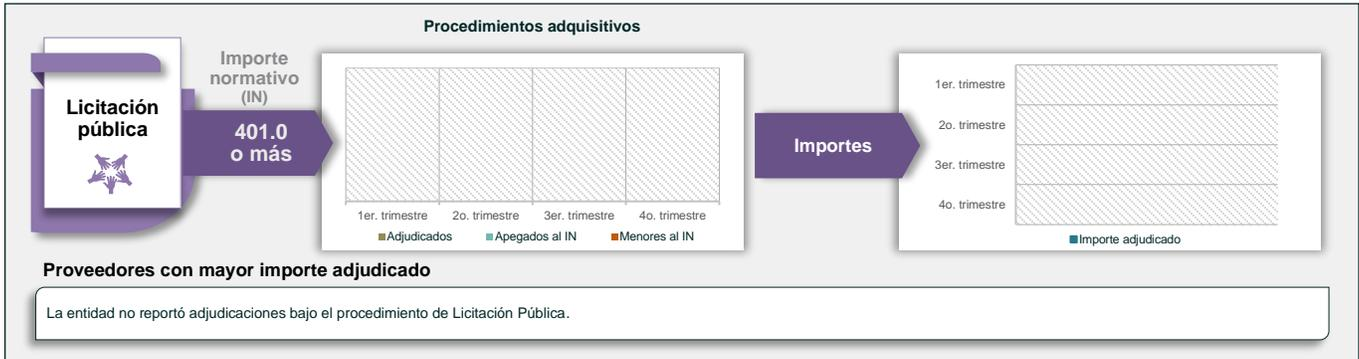 Procedimientos adquisitivos
Licitación
pública
Importe
normativo
(IN)
401.0
o más
1er. trimestre
2o. trimestre
3er. trimestre
4o. trimestre
Adjudicados
Apegados al IN
Menores al IN
Importes
1er. trimestre
2o. trimestre
3er. trimestre
4o. trimestre
Importe adjudicado
Proveedores con mayor importe adjudicado
La entidad no reportó adjudicaciones bajo el procedimiento de Licitación Pública.